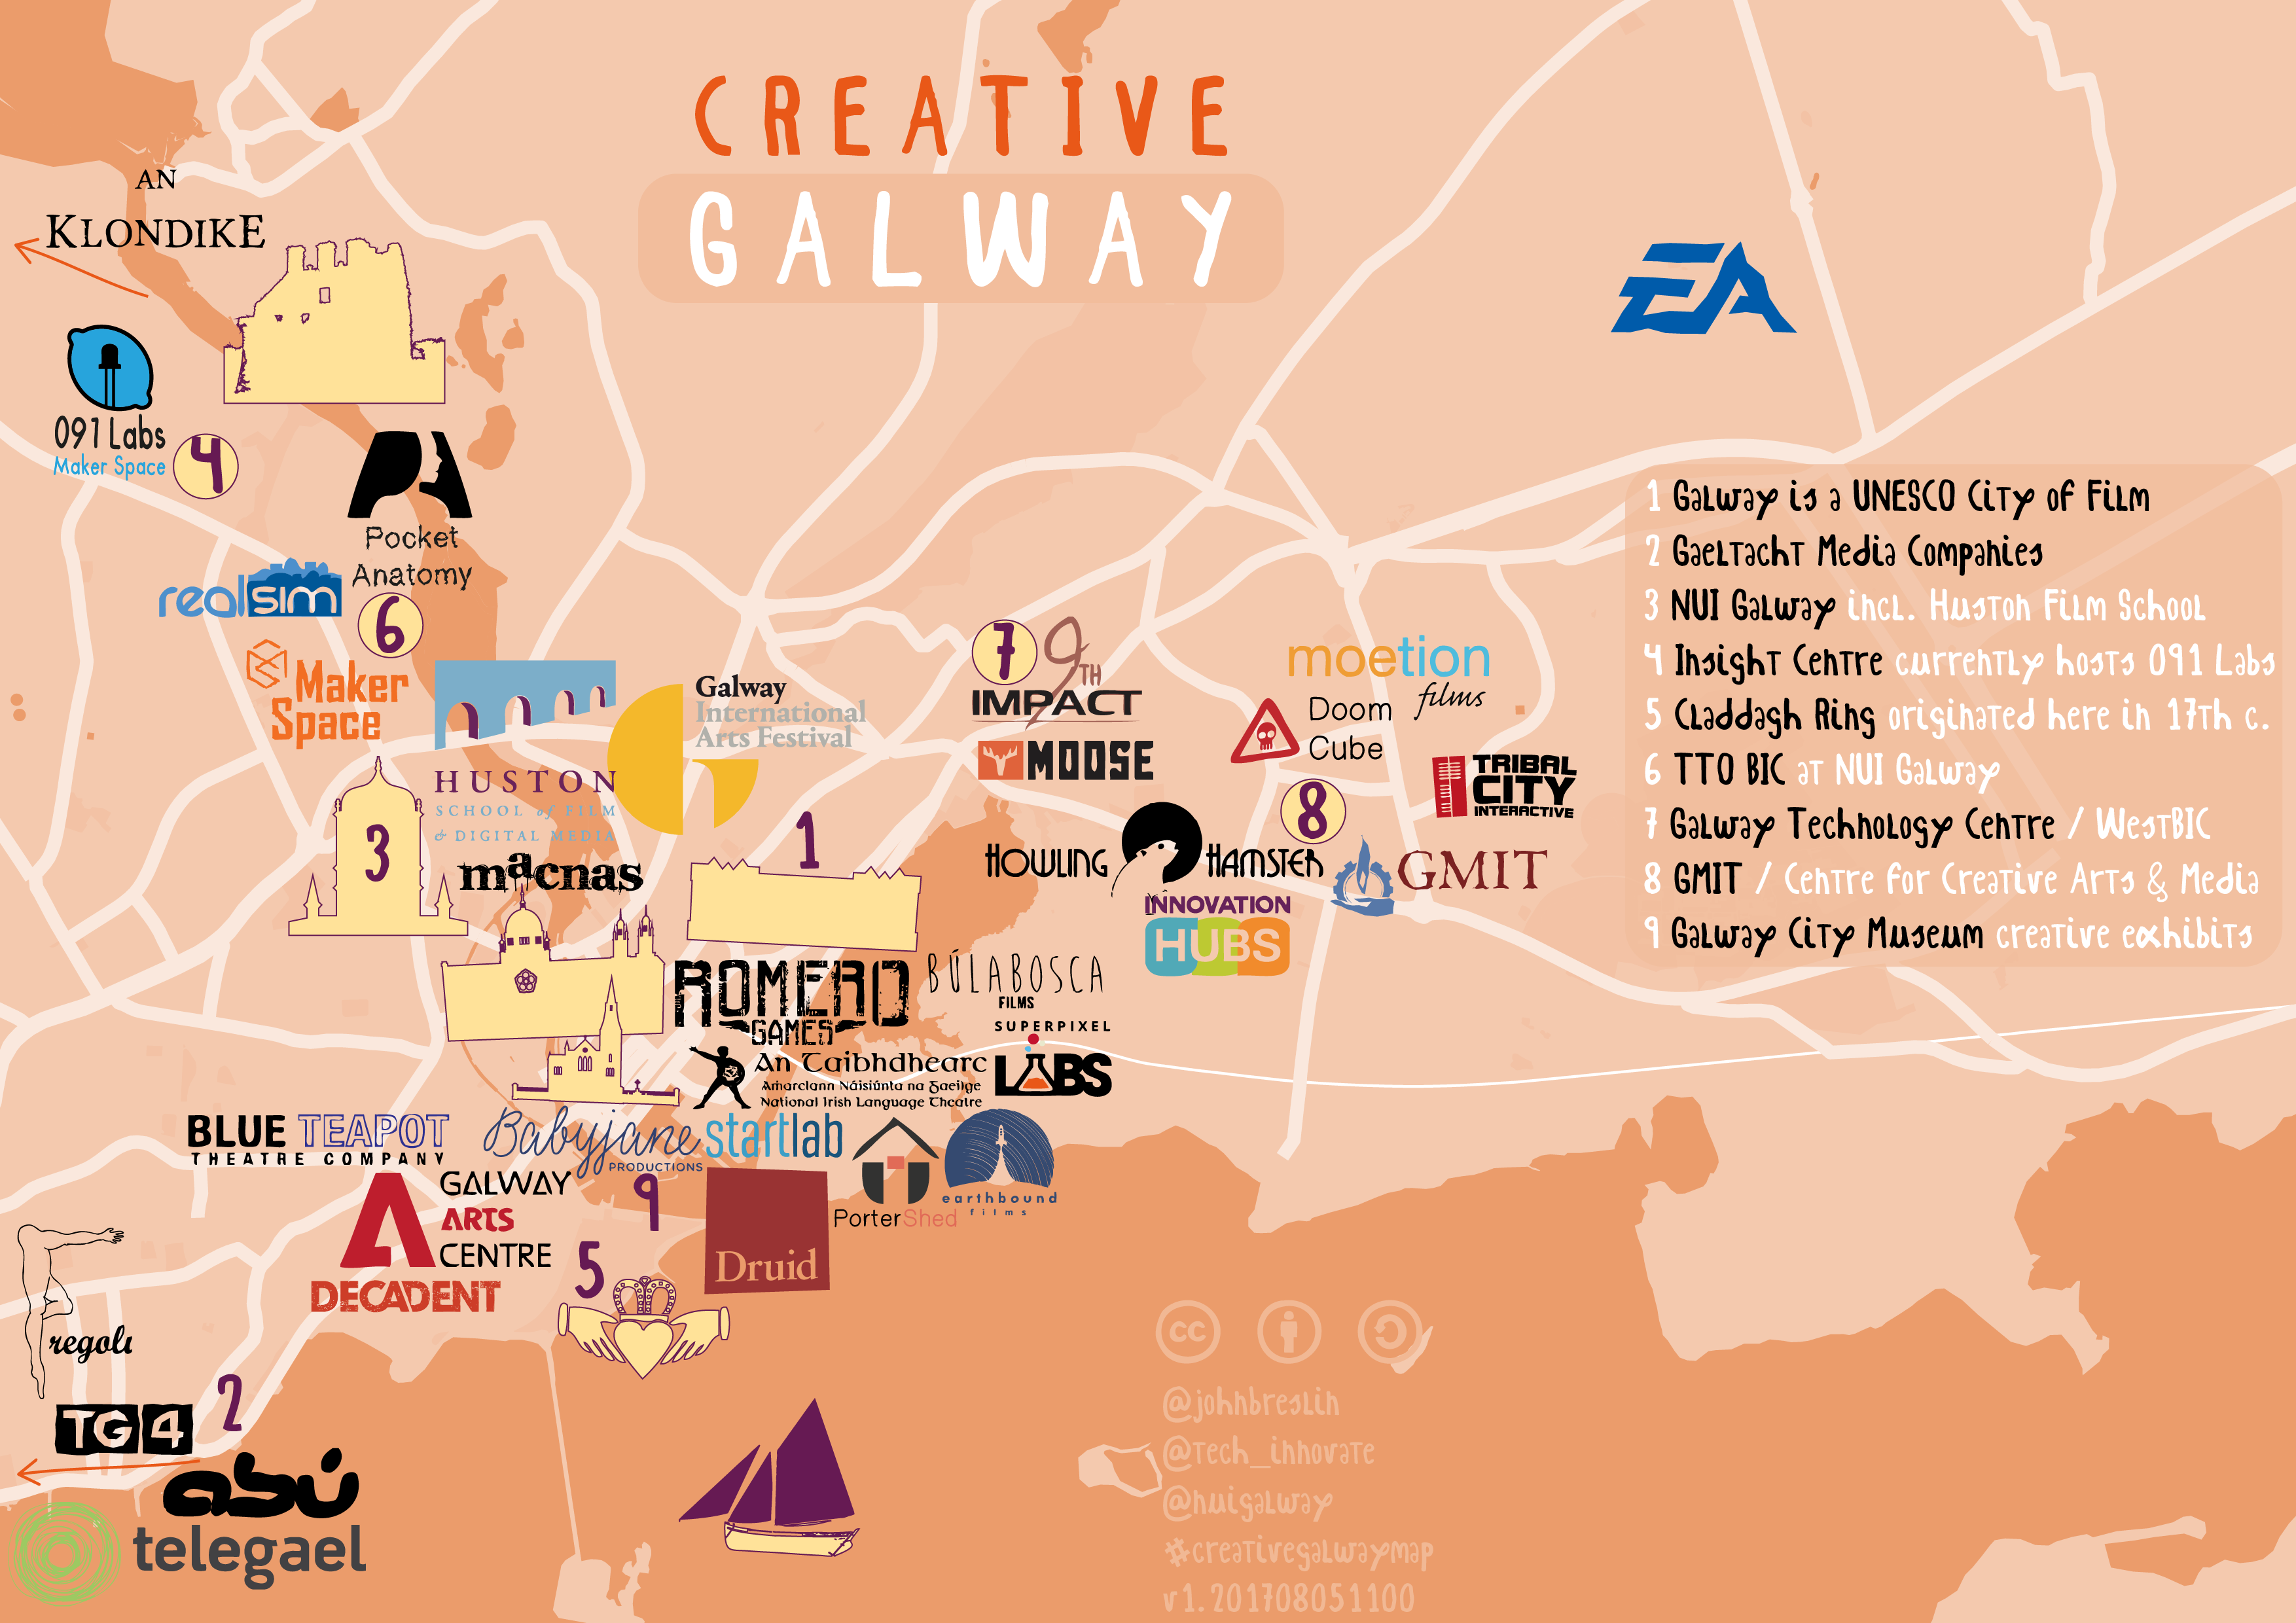 CREATIVE
GALWAY
AN
KLONDIKE
EA
091 Labs
Maker Space
4
Pocket
Anatomy
realsim
6
Maker
Space
HUSTON
SCHOOL of FILM
& DIGITAL MEDIA
Galway
International
Arts Festival
7
9TH
IMPACT
MOOSE
moetion
films
Doom
Cube
8
TRIBAL
CITY
INTERACTIVE
HOWLING HAMSTER
GMIT
INNOVATION
HUBS
3
macnas
1
ROMERO
GAMES
BÚLABOSCA
FILMS
SUPERPIXEL
LABS
An Taibhdhearc
Amharclann Náisiúnta na Gaeilge
National Irish Language Theatre
BLUE TEAPOT
THEATRE COMPANY
Babyjane
PRODUCTIONS
startlab
PorterShed
earthbound
films
GALWAY
ARTS
CENTRE
DECADENT
9
5
Druid
Fregoli
TG4
2
abú
telegael
1 Galway is a UNESCO City of Film
2 Gaeltacht Media Companies
3 NUI Galway incl. Huston Film School
4 Insight Centre currently hosts 091 Labs
5 Claddagh Ring originated here in 17th c.
6 TTO BIC at NUI Galway
7 Galway Technology Centre / WestBIC
8 GMIT / Centre for Creative Arts & Media
9 Galway City Museum creative exhibits
cc
@johnbreslin
@tech_innovate
@nuigalway
#creativegalwaymap
v1.201708051100